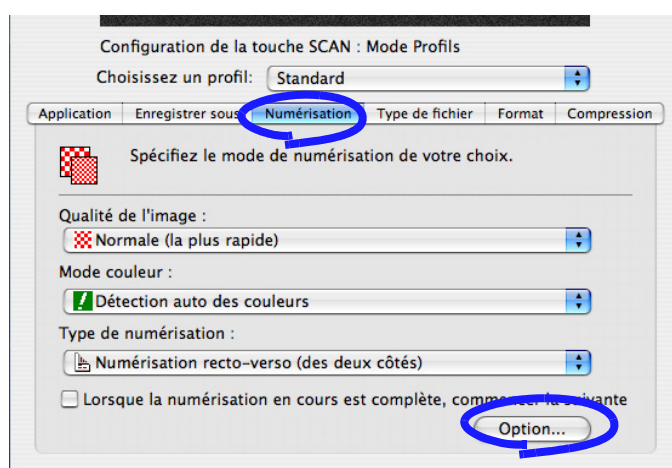 Configuration de la touche SCAN : Mode Profils
Choisissez un profil: Standard
Application Enregistrer sous Numérisation Type de fichier Format Compression
Spécifiez le mode de numérisation de votre choix.
Qualité de l'image :
Normale (la plus rapide)
Mode couleur :
Détection auto des couleurs
Type de numérisation :
Numérisation recto-verso (des deux côtés)
Lorsque la numérisation en cours est complète, commencer la suivante
Option...